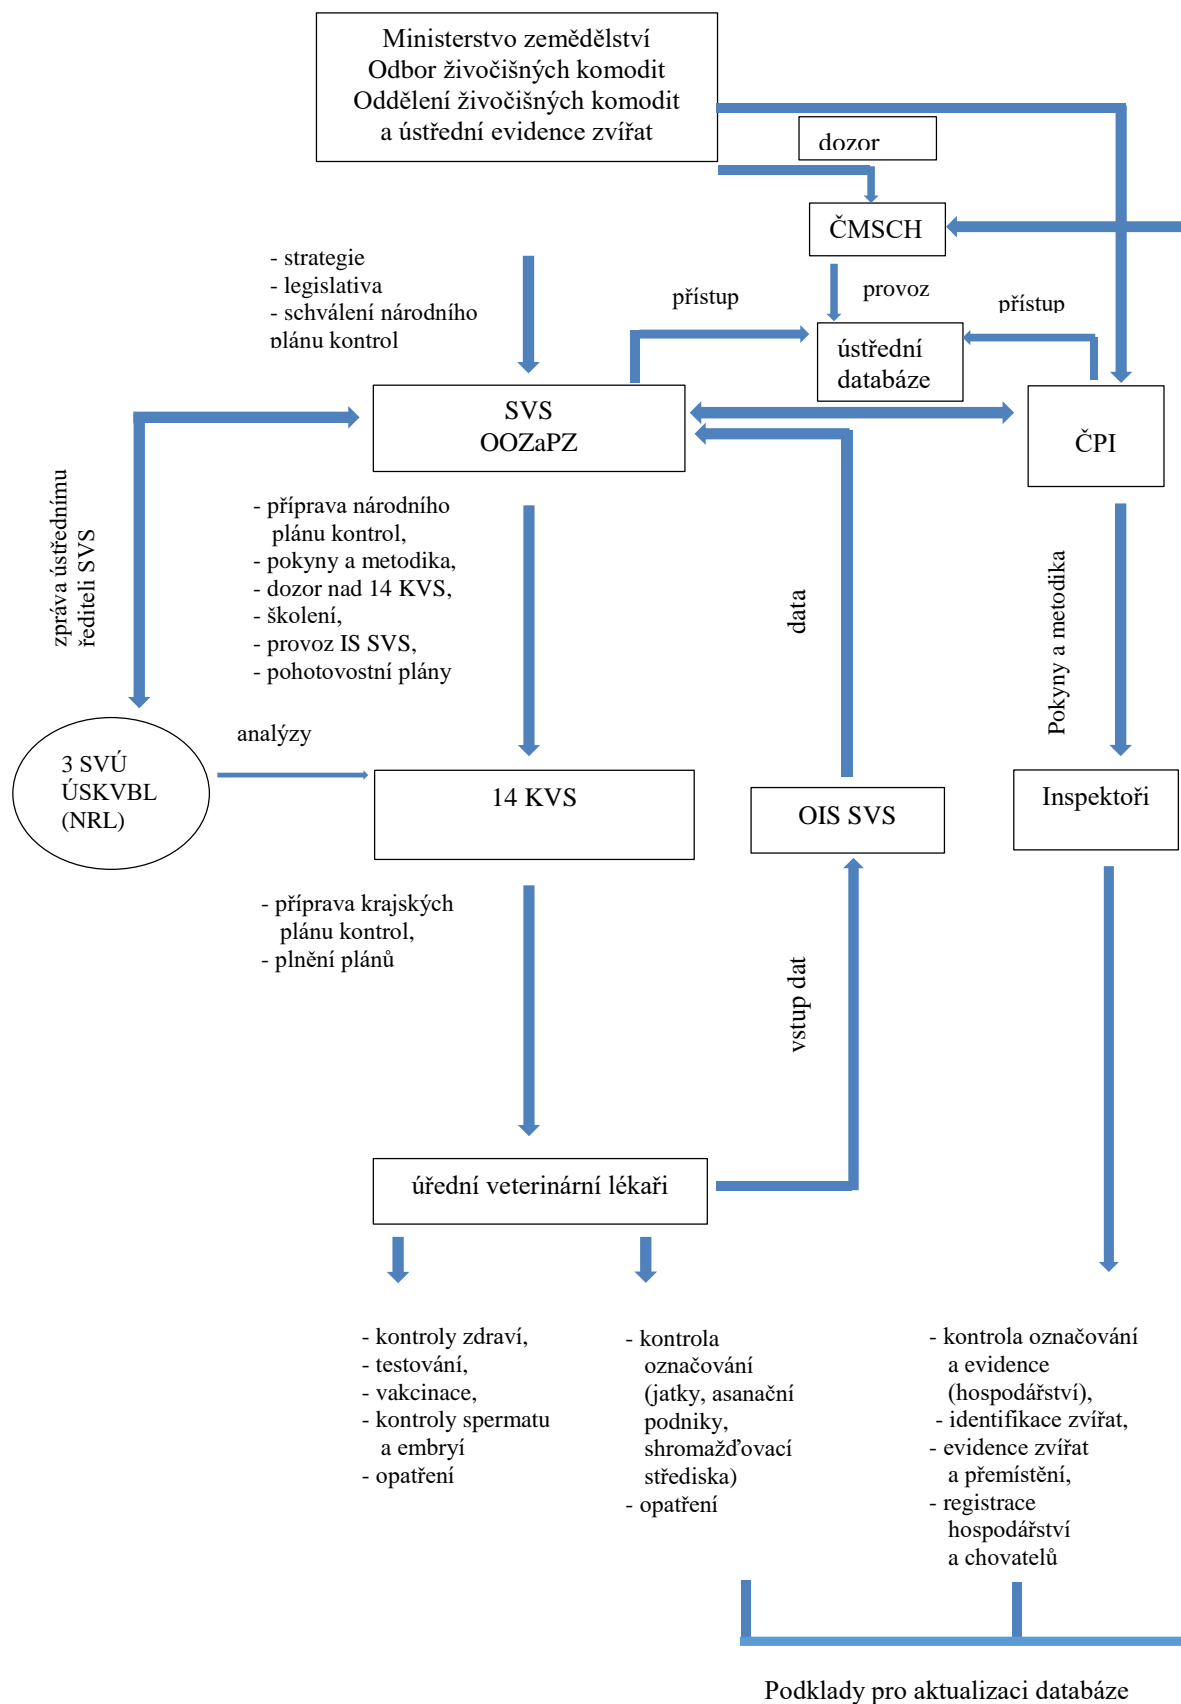 Ministerstvo zemědělství
Odbor živočišných komodit
Oddělení živočišných komodit
a ústřední evidence zvířat
dozor
ČMSCH
- strategie
- legislativa
- schválení národního
plánu kontrol
přístup
provoz
přístup
ústřední
databáze
SVS
OOZaPZ
ČPI
zpráva ústřednímu
řediteli SVS
- příprava národního
plánu kontrol,
- pokyny a metodika,
- dozor nad 14 KVS,
- školení,
- provoz IS SVS,
- pohotovostní plány
data
Pokyny a metodika
analýzy
3 SVÚ
ÚSKVBL
(NRL)
14 KVS
OIS SVS
Inspektoři
- příprava krajských
plánu kontrol,
- plnění plánů
vstup dat
úřední veterinární lékaři
- kontroly zdraví,
- testování,
- vakcinace,
- kontroly spermatu
a embryí
- opatření
- kontrola
označování
(jatky, asanační
podniky,
shromažďovací
střediska)
- opatření
- kontrola označování
a evidence
(hospodářství),
- identifikace zvířat,
- evidence zvířat
a přemístění,
- registrace
hospodářství
a chovatelů
Podklady pro aktualizaci databáze